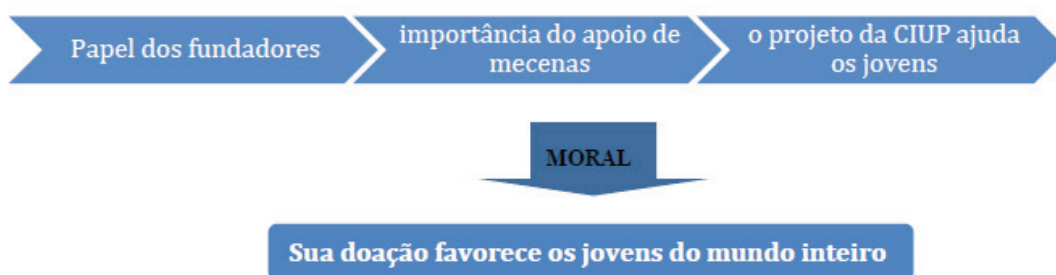 Papel dos fundadores
importância do apoio de
mecenas
o projeto da CIUP ajuda
os jovens
MORAL
Sua doação favorece os jovens do mundo inteiro